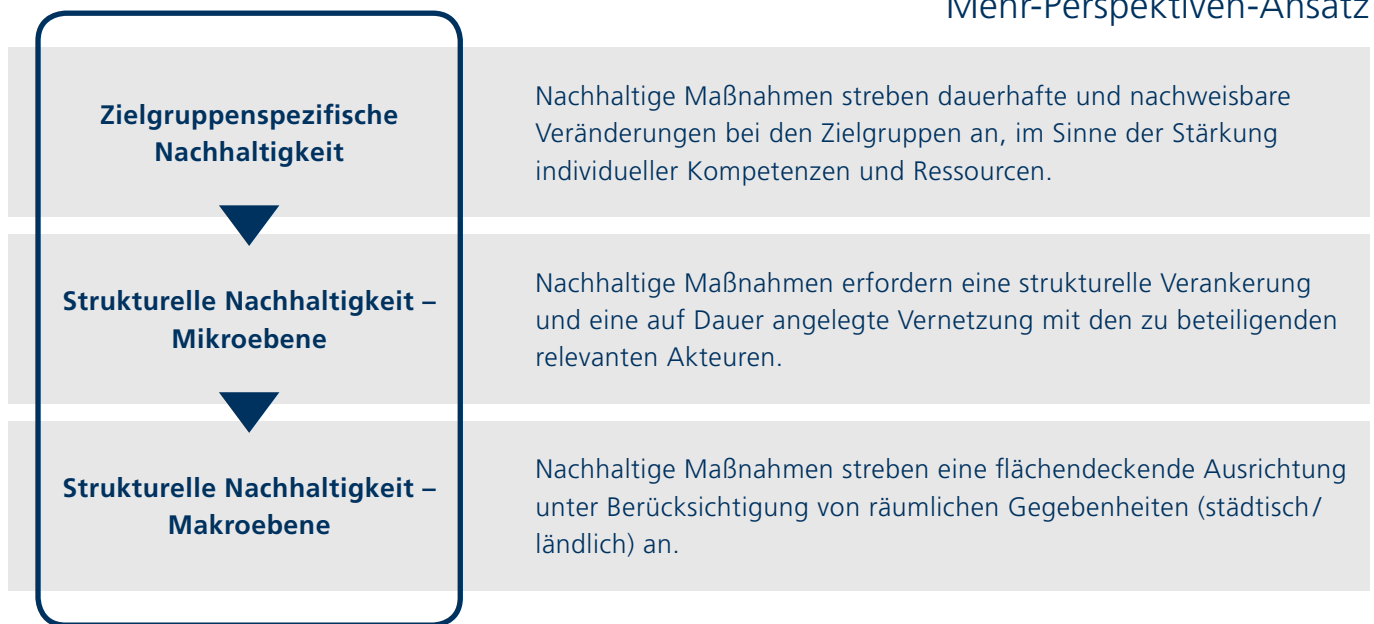 Mehr-Perspektiven-Ansatz
Zielgruppenspezifische
Nachhaltigkeit
Nachhaltige Maßnahmen streben dauerhafte und nachweisbare
Veränderungen bei den Zielgruppen an, im Sinne der Stärkung
individueller Kompetenzen und Ressourcen.
Strukturelle Nachhaltigkeit –
Mikroebene
Nachhaltige Maßnahmen erfordern eine strukturelle Verankerung
und eine auf Dauer angelegte Vernetzung mit den zu beteiligenden
relevanten Akteuren.
Strukturelle Nachhaltigkeit –
Makroebene
Nachhaltige Maßnahmen streben eine flächendeckende Ausrichtung
unter Berücksichtigung von räumlichen Gegebenheiten (städtisch/
ländlich) an.